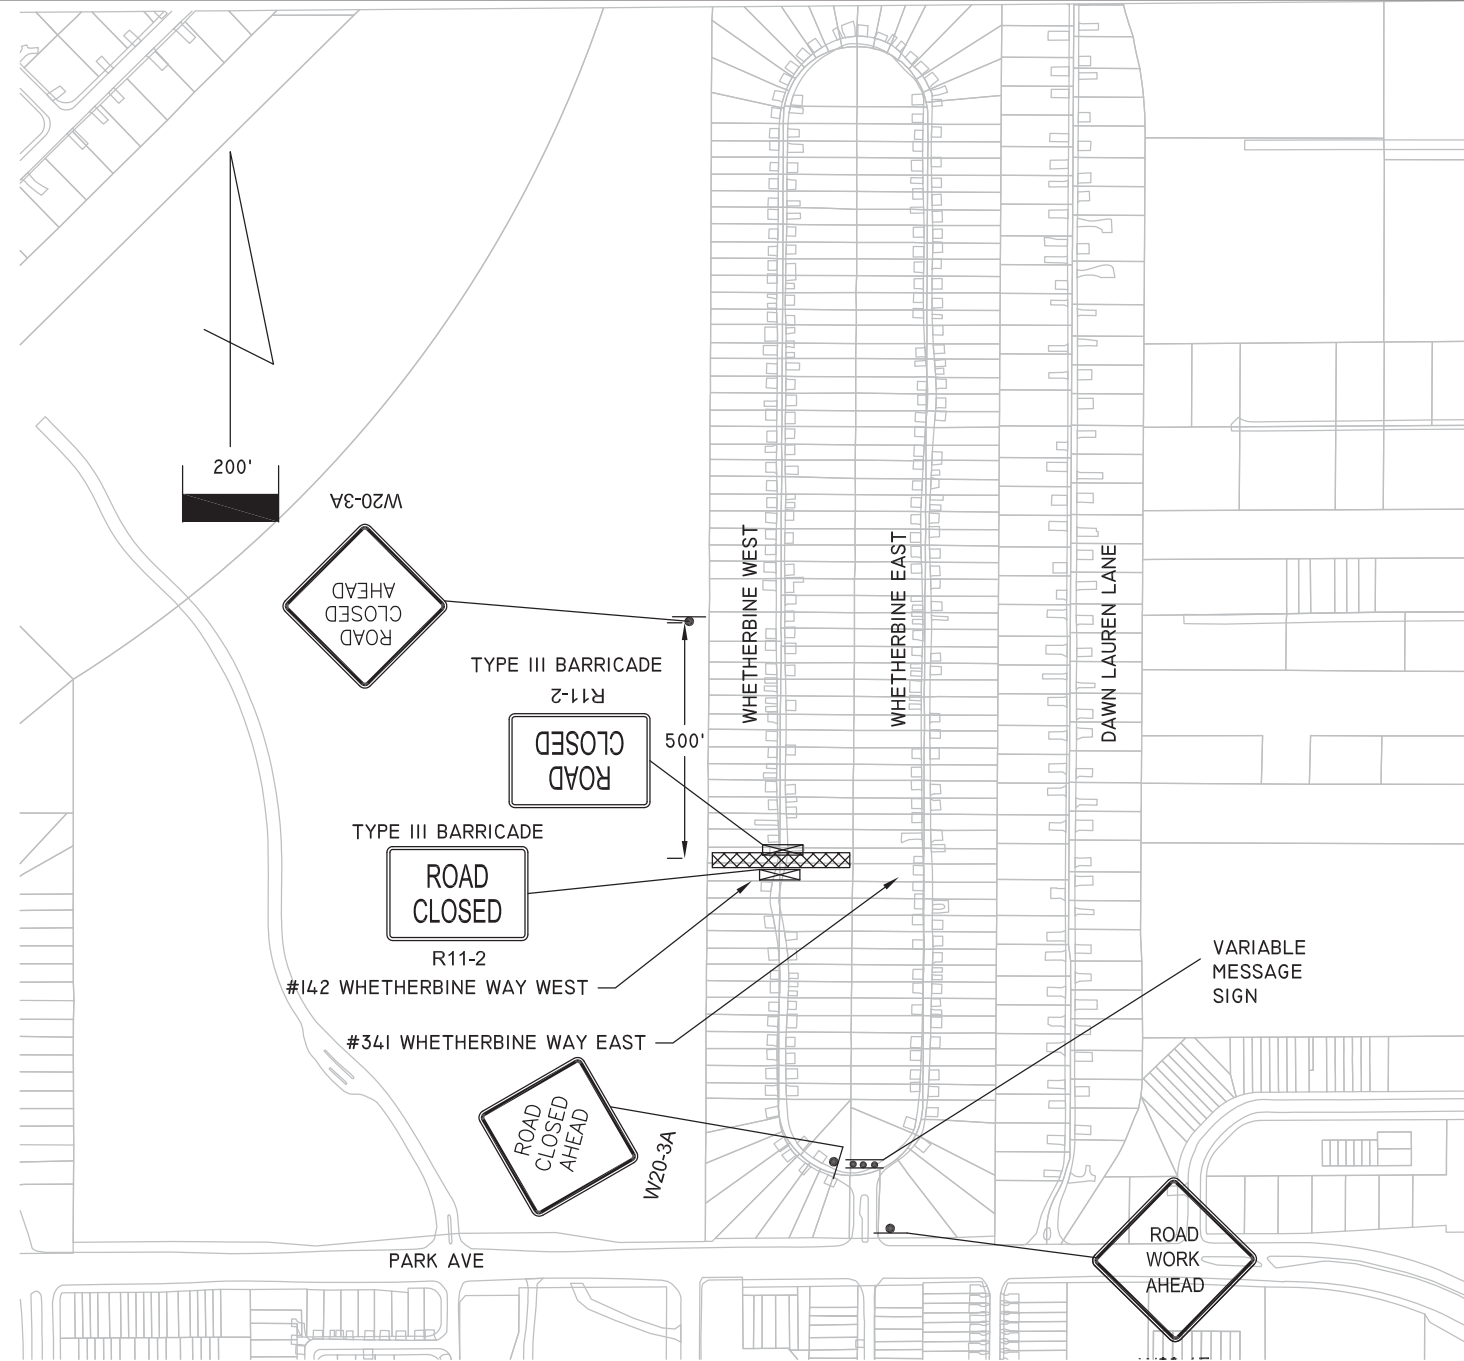 200'
W20-3A
ROAD
CLOSED
AHEAD
TYPE III BARRICADE
R11-2
ROAD
CLOSED
500'
WHETHERBINE WEST
WHETHERBINE EAST
DAWN LAUREN LANE
TYPE III BARRICADE
ROAD
CLOSED
R11-2
#142 WHETHERBINE WAY WEST
#341 WHETHERBINE WAY EAST
VARIABLE
MESSAGE
SIGN
ROAD
CLOSED
AHEAD
W20-3A
PARK AVE
ROAD
WORK
AHEAD